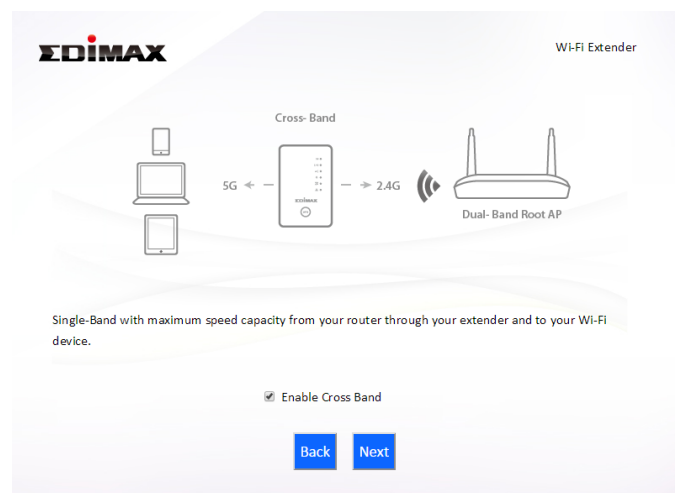 EDIMAX
Wi-Fi Extender
Cross- Band
5G
2.4G
EDIMAX
Dual- Band Root AP
Single-Band with maximum speed capacity from your router through your extender and to your Wi-Fi
device.
Enable Cross Band
Back
Next